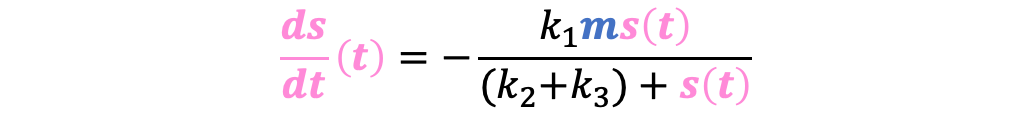 ds/dt (t) = − k₁ms(t) / ((k₂+k₃) + s(t))